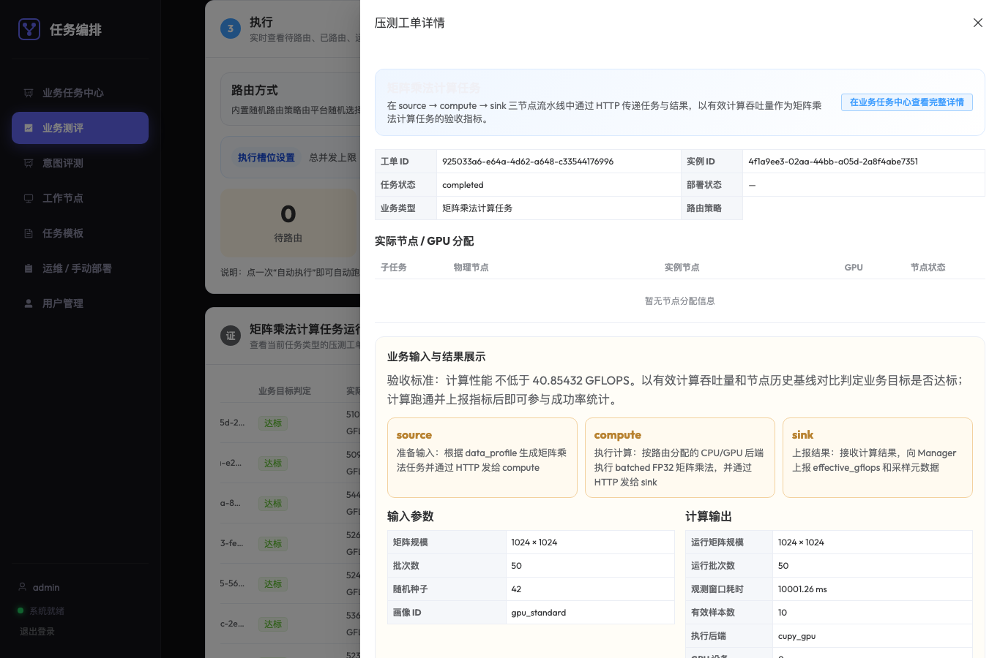 任务编排
业务任务中心
业务测评
意图评测
工作节点
任务模板
运维 / 手动部署
用户管理
admin
系统就绪
退出登录
3
执行
实时查看待路由、已路由、运
路由方式
内置随机路由策略由平台随机选择
执行槽位设置
总并发上限
0
待路由
说明：点一次“自动执行”即可自动跑
证
矩阵乘法计算任务运行
查看当前任务类型的压测工单
业务目标判定
实际
5d-2...
达标
510
GFL
-e2...
达标
509
GFL
a-8...
达标
544
GFL
3-fe...
达标
526
GFL
5-56...
达标
524
GFL
c-2e...
达标
536
GFL
523
压测工单详情
矩阵乘法计算任务
在 source → compute → sink 三节点流水线中通过 HTTP 传递任务与结果，以有效计算吞吐量作为矩阵乘
法计算任务的验收指标。
在业务任务中心查看完整详情
工单 ID
925033a6-e64a-4d62-a648-c33544176996
实例 ID
4f1a9ee3-02aa-44bb-a05d-2a8f4abe7351
任务状态
completed
部署状态
—
业务类型
矩阵乘法计算任务
路由策略
实际节点 / GPU 分配
子任务
物理节点
实例节点
GPU
节点状态
暂无节点分配信息
业务输入与结果展示
验收标准：计算性能 不低于 40.85432 GFLOPS。以有效计算吞吐量和节点历史基线对比判定业务目标是否达标；
计算跑通并上报指标后即可参与成功率统计。
source
准备输入：根据 data_profile 生成矩阵乘
法任务并通过 HTTP 发给 compute
compute
执行计算：按路由分配的 CPU/GPU 后端
执行 batched FP32 矩阵乘法，并通过
HTTP 发给 sink
sink
上报结果：接收计算结果，向 Manager
上报 effective_gflops 和采样元数据
输入参数
矩阵规模
1024 × 1024
批次数
50
随机种子
42
画像 ID
gpu_standard
计算输出
运行矩阵规模
1024 × 1024
运行批次数
50
观测窗口耗时
10001.26 ms
有效样本数
10
执行后端
cupy_gpu
GPU 设备
0